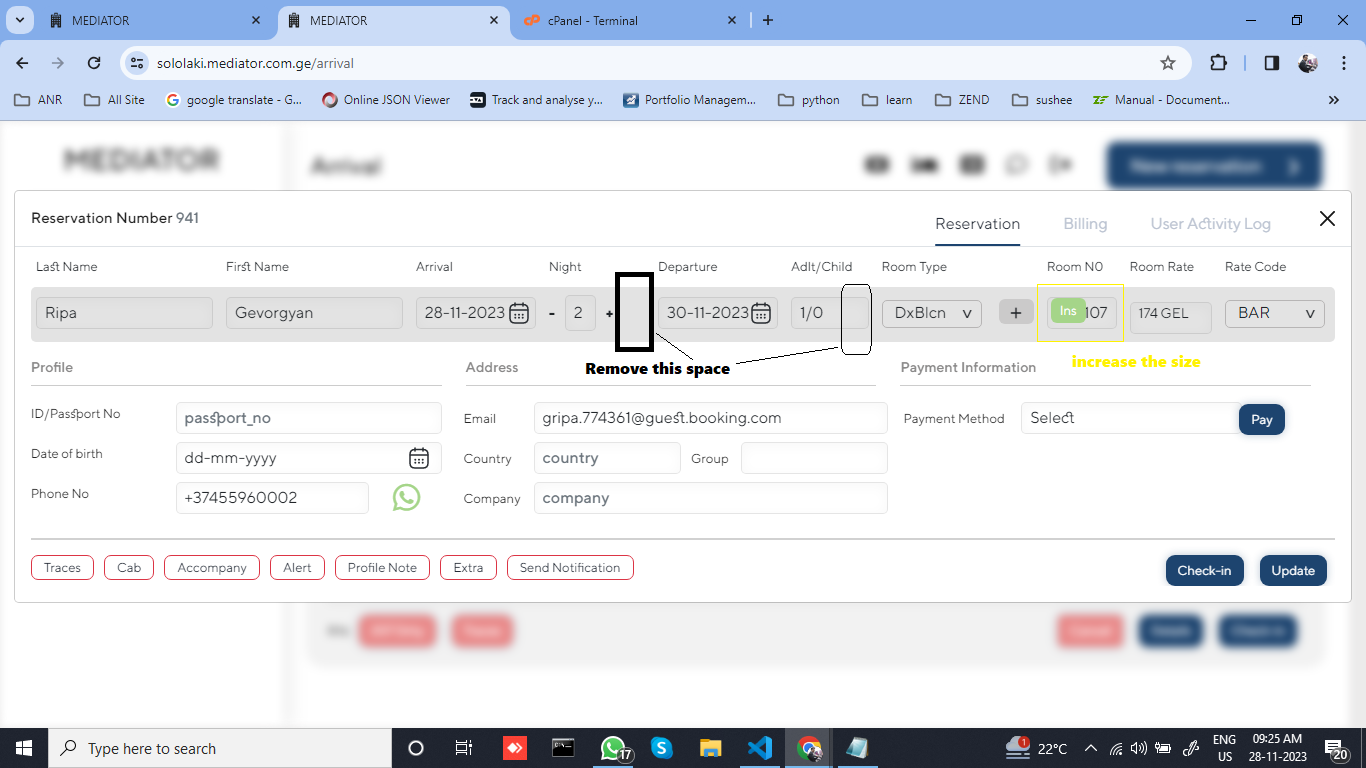 MEDIATOR
MEDIATOR
cPanel - Terminal
sololaki.mediator.com.ge/arrival
ANR
All Site
google translate - G...
Online JSON Viewer
Track and analyse y...
Portfolio Managem...
python
learn
ZEND
sushee
Manual - Document...
MEDIATOR
Arrival
New reservation
Reservation Number 941
Reservation
Billing
User Activity Log
Last Name
First Name
Arrival
Night
Departure
Adlt/Child
Room Type
Room N0
Room Rate
Rate Code
Ripa
Gevorgyan
28-11-2023
- 2 +
30-11-2023
1/0
DxBlcn
+
Ins
107
174 GEL
BAR
Remove this space
increase the size
Profile
Address
Payment Information
ID/Passport No
passport_no
Email
gripa.774361@guest.booking.com
Payment Method
Select
Pay
Date of birth
dd-mm-yyyy
Country
country
Group
Phone No
+37455960002
Company
company
Traces
Cab
Accompany
Alert
Profile Note
Extra
Send Notification
Check-in
Update
Type here to search
17
1
22°C
ENG
US
09:25 AM
28-11-2023
20